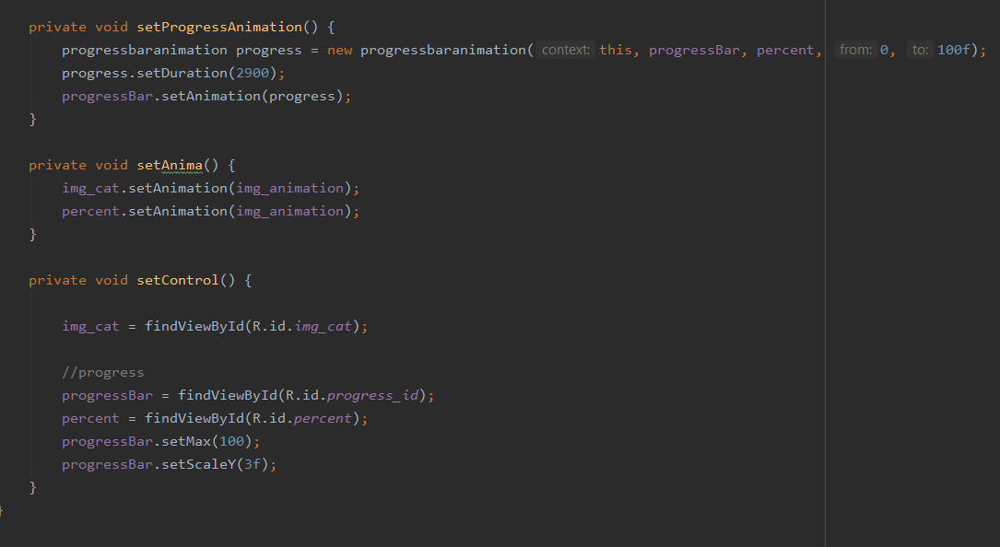 private void setProgressAnimation() {
progressbaranimation progress = new progressbaranimation( context: this, progressBar, percent, from: 0, to: 100f);
progress.setDuration(2900);
progressBar.setAnimation(progress);
}
private void setAnima() {
img_cat.setAnimation(img_animation);
percent.setAnimation(img_animation);
}
private void setControl() {
img_cat = findViewById(R.id.img_cat);
//progress
progressBar = findViewById(R.id.progress_id);
percent = findViewById(R.id.percent);
progressBar.setMax(100);
progressBar.setScaleY(3f);
}
}